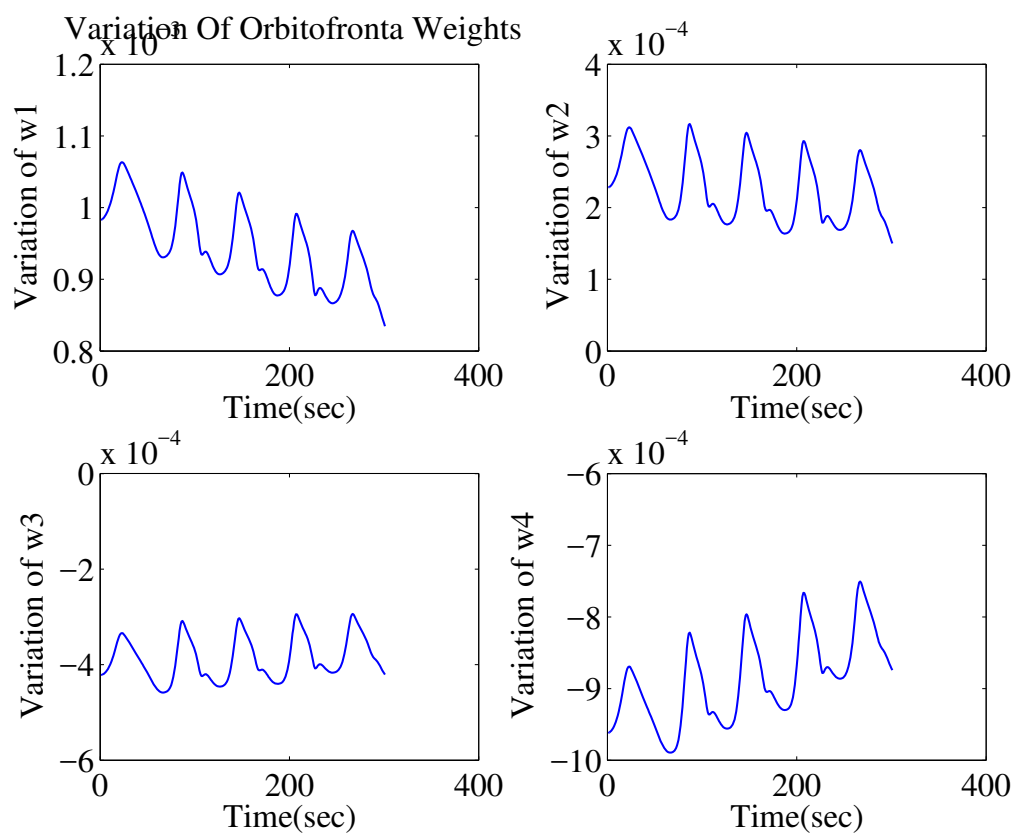 Variation Of Orbitofronta Weights
x 10−3
1.2
1.1
1
0.9
0.8
Variation of w1
0
200
400
Time(sec)
x 10−4
4
3
2
1
0
Variation of w2
0
200
400
Time(sec)
x 10−4
0
−2
−4
−6
Variation of w3
0
200
400
Time(sec)
x 10−4
−6
−7
−8
−9
−10
Variation of w4
0
200
400
Time(sec)